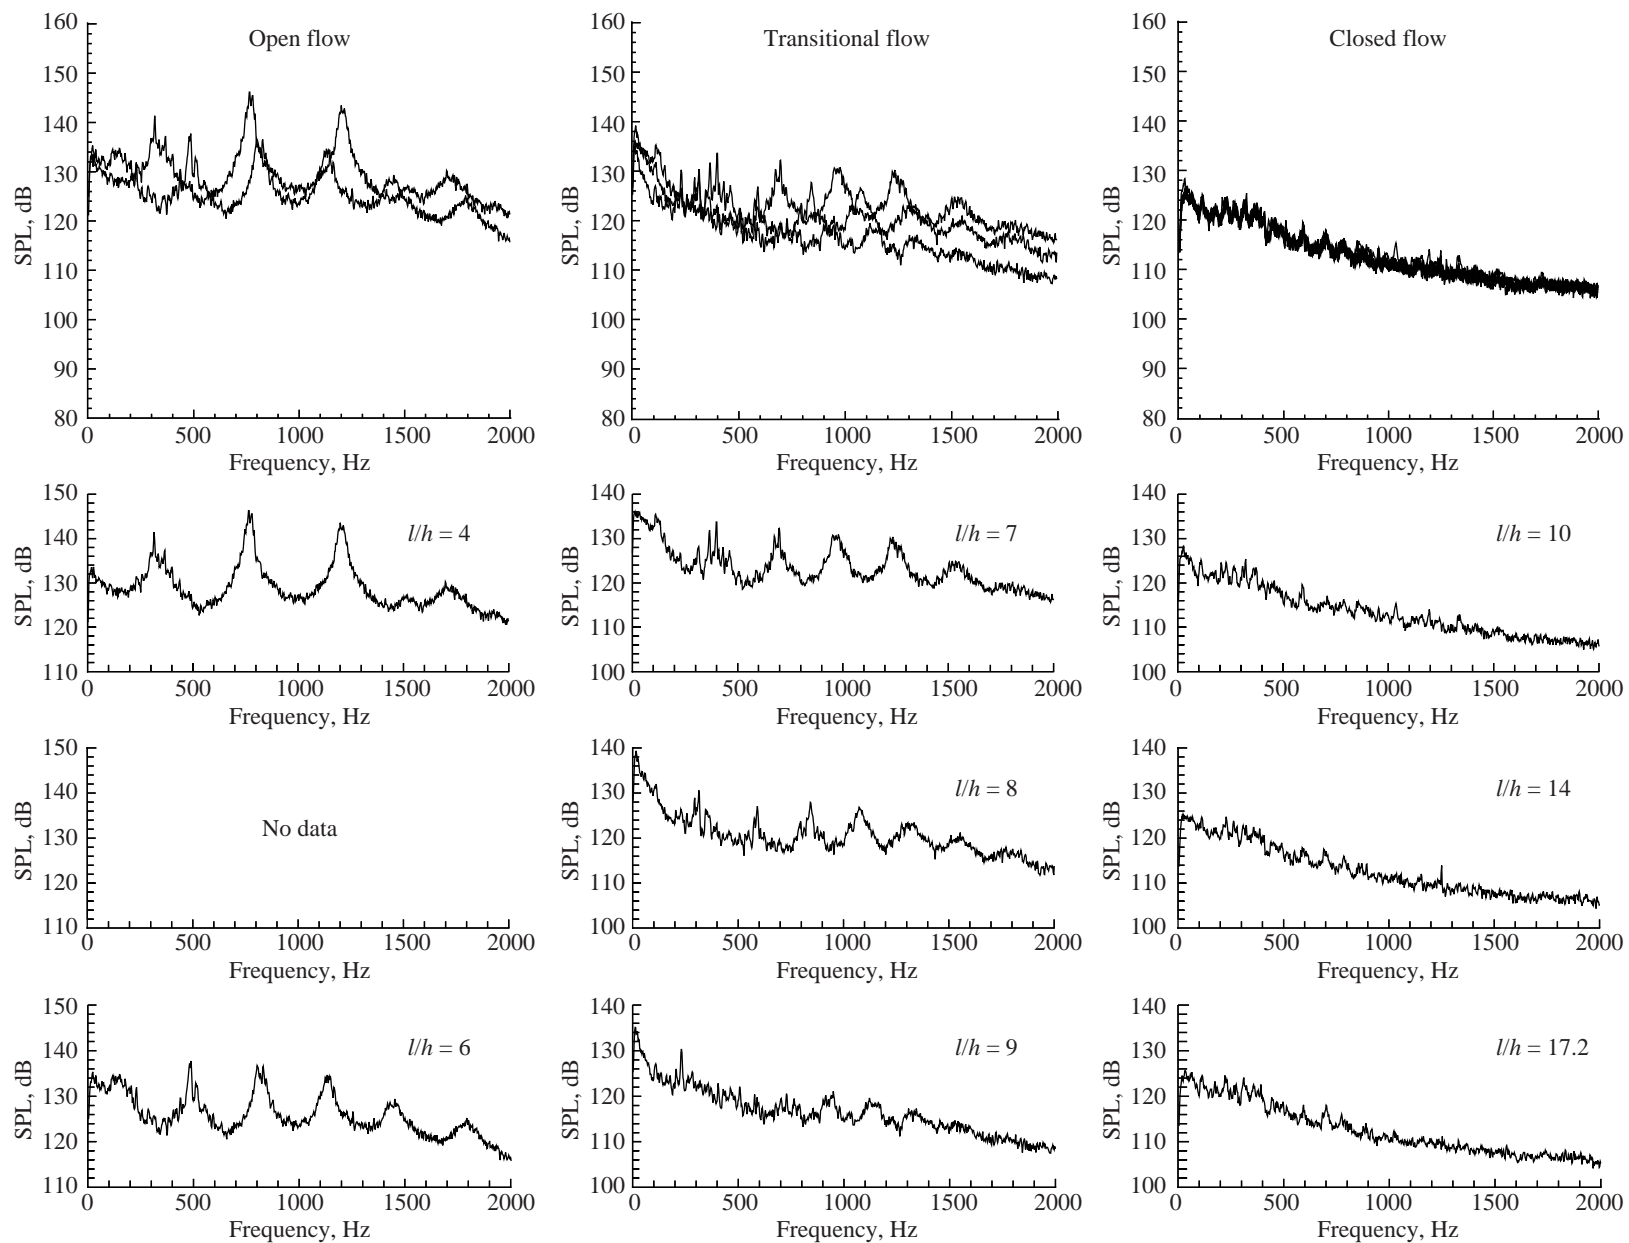 Open flow
160
150
140
130
120
110
100
90
80
SPL, dB
0 500 1000 1500 2000
Frequency, Hz
Transitional flow
160
150
140
130
120
110
100
90
80
SPL, dB
0 500 1000 1500 2000
Frequency, Hz
Closed flow
160
150
140
130
120
110
100
90
80
SPL, dB
0 500 1000 1500 2000
Frequency, Hz
150
140
130
120
110
SPL, dB
l/h = 4
0 500 1000 1500 2000
Frequency, Hz
140
130
120
110
100
SPL, dB
l/h = 7
0 500 1000 1500 2000
Frequency, Hz
140
130
120
110
100
SPL, dB
l/h = 10
0 500 1000 1500 2000
Frequency, Hz
150
140
130
120
110
SPL, dB
No data
0 500 1000 1500 2000
Frequency, Hz
140
130
120
110
100
SPL, dB
l/h = 8
0 500 1000 1500 2000
Frequency, Hz
140
130
120
110
100
SPL, dB
l/h = 14
0 500 1000 1500 2000
Frequency, Hz
150
140
130
120
110
SPL, dB
l/h = 6
0 500 1000 1500 2000
Frequency, Hz
140
130
120
110
100
SPL, dB
l/h = 9
0 500 1000 1500 2000
Frequency, Hz
140
130
120
110
100
SPL, dB
l/h = 17.2
0 500 1000 1500 2000
Frequency, Hz